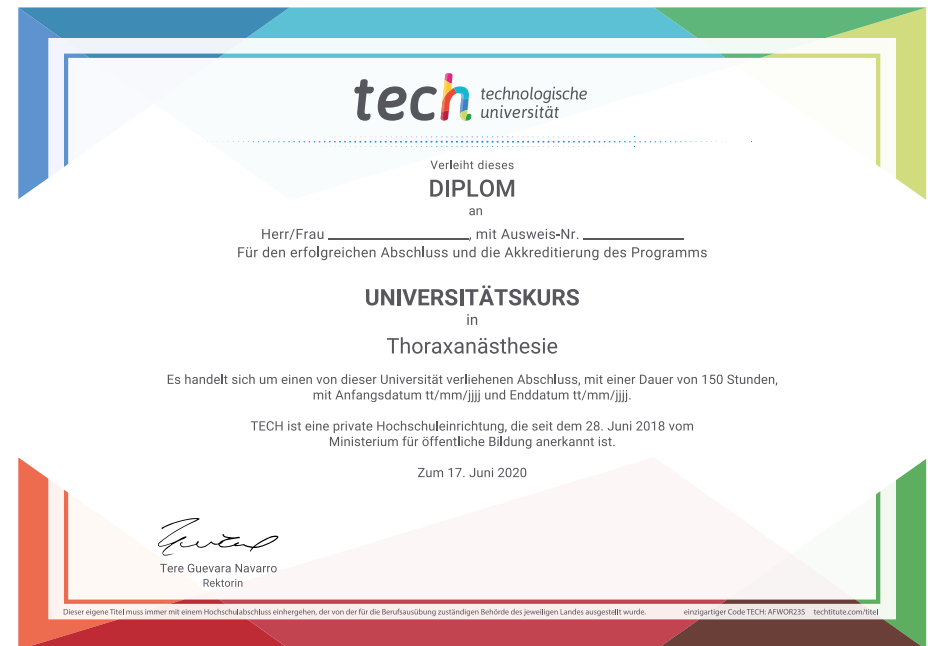 tech technologische
universität
Verleiht dieses
DIPLOM
an
Herr/Frau ____________________, mit Ausweis-Nr. ______________
Für den erfolgreichen Abschluss und die Akkreditierung des Programms
UNIVERSITÄTSKURS
in
Thoraxanästhesie
Es handelt sich um einen von dieser Universität verliehenen Abschluss, mit einer Dauer von 150 Stunden,
mit Anfangsdatum tt/mm/jjjj und Enddatum tt/mm/jjjj.
TECH ist eine private Hochschuleinrichtung, die seit dem 28. Juni 2018 vom
Ministerium für öffentliche Bildung anerkannt ist.
Zum 17. Juni 2020
Tere Guevara Navarro
Rektorin
Dieser eigene Titel muss immer mit einem Hochschulabschluss einhergehen, der von der für die Berufsausübung zuständigen Behörde des jeweiligen Landes ausgestellt wurde. einzigartiger Code TECH: AFWOR23S techtitute.com/titel